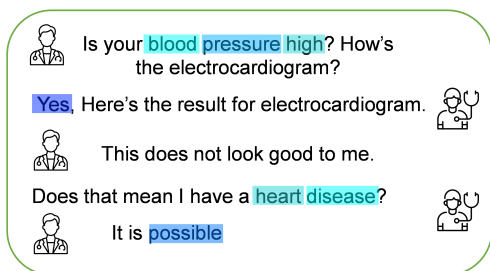 Is your blood pressure high? How's
the electrocardiogram?
Yes, Here's the result for electrocardiogram.
This does not look good to me.
Does that mean I have a heart disease?
It is possible